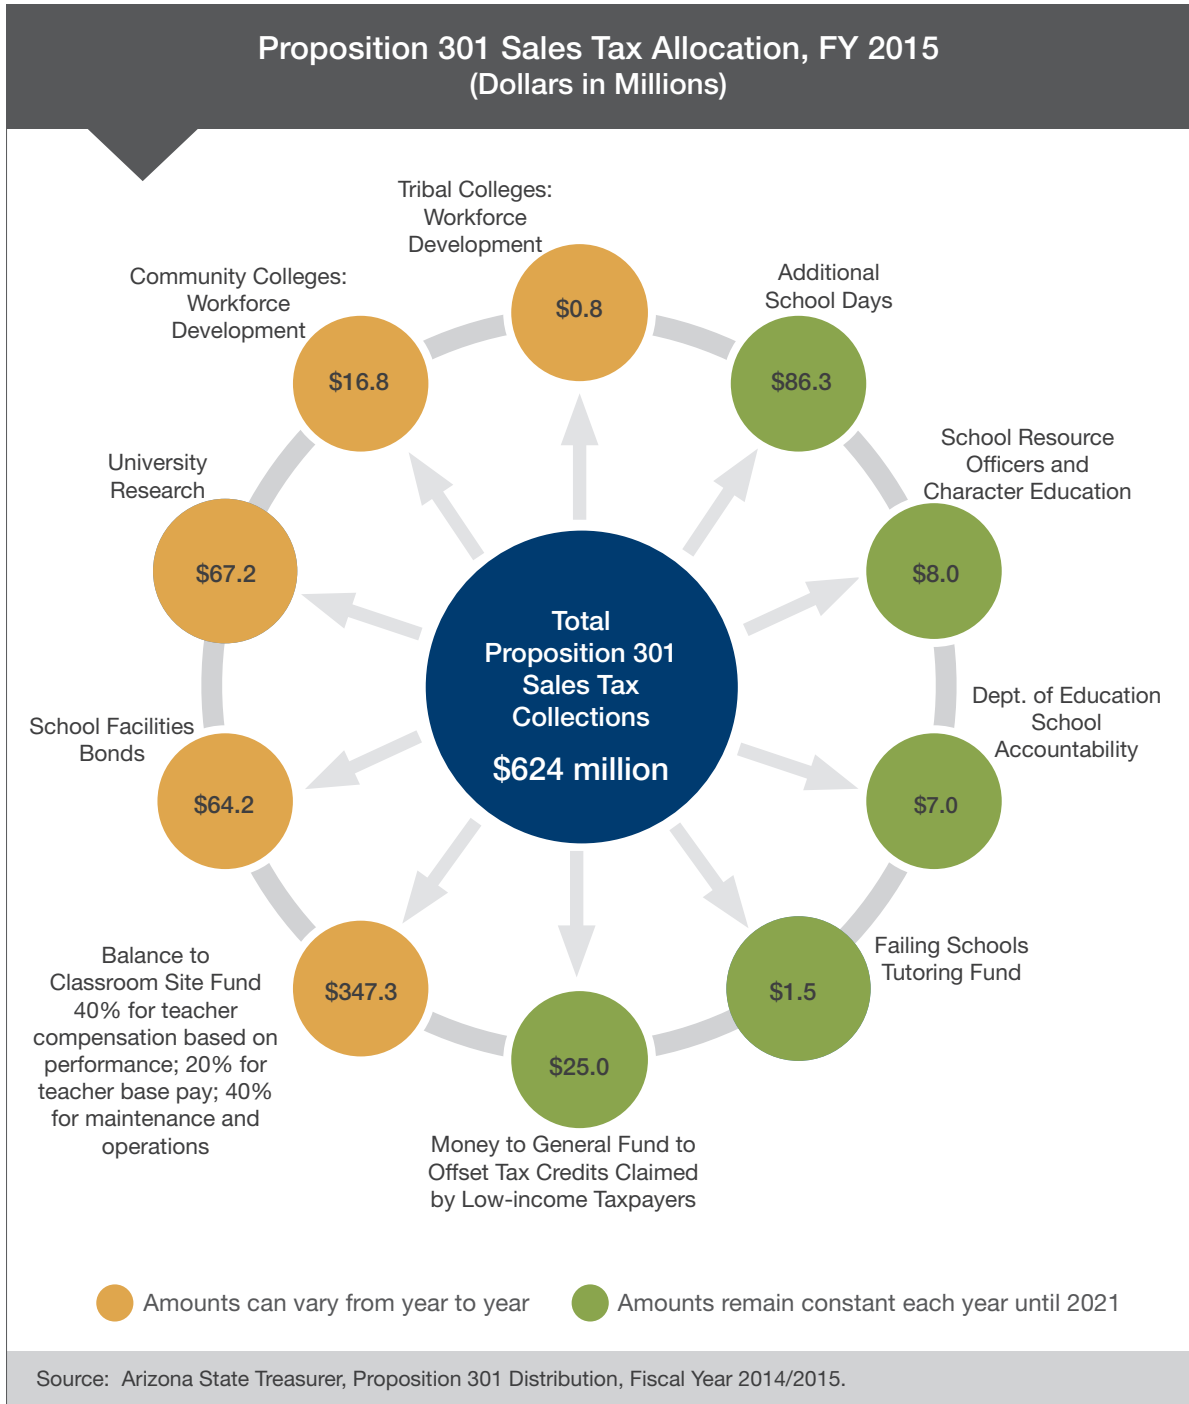 Proposition 301 Sales Tax Allocation, FY 2015
(Dollars in Millions)
Tribal Colleges:
Workforce
Development
$0.8
Additional
School Days
$86.3
School Resource
Officers and
Character Education
$8.0
Dept. of Education
School
Accountability
$7.0
Failing Schools
Tutoring Fund
$1.5
Money to General Fund to
Offset Tax Credits Claimed
by Low-income Taxpayers
$25.0
Balance to
Classroom Site Fund
40% for teacher
compensation based on
performance; 20% for
teacher base pay; 40%
for maintenance and
operations
$347.3
School Facilities
Bonds
$64.2
University
Research
$67.2
Community Colleges:
Workforce
Development
$16.8
Total
Proposition 301
Sales Tax
Collections
$624 million
Amounts can vary from year to year
Amounts remain constant each year until 2021
Source: Arizona State Treasurer, Proposition 301 Distribution, Fiscal Year 2014/2015.